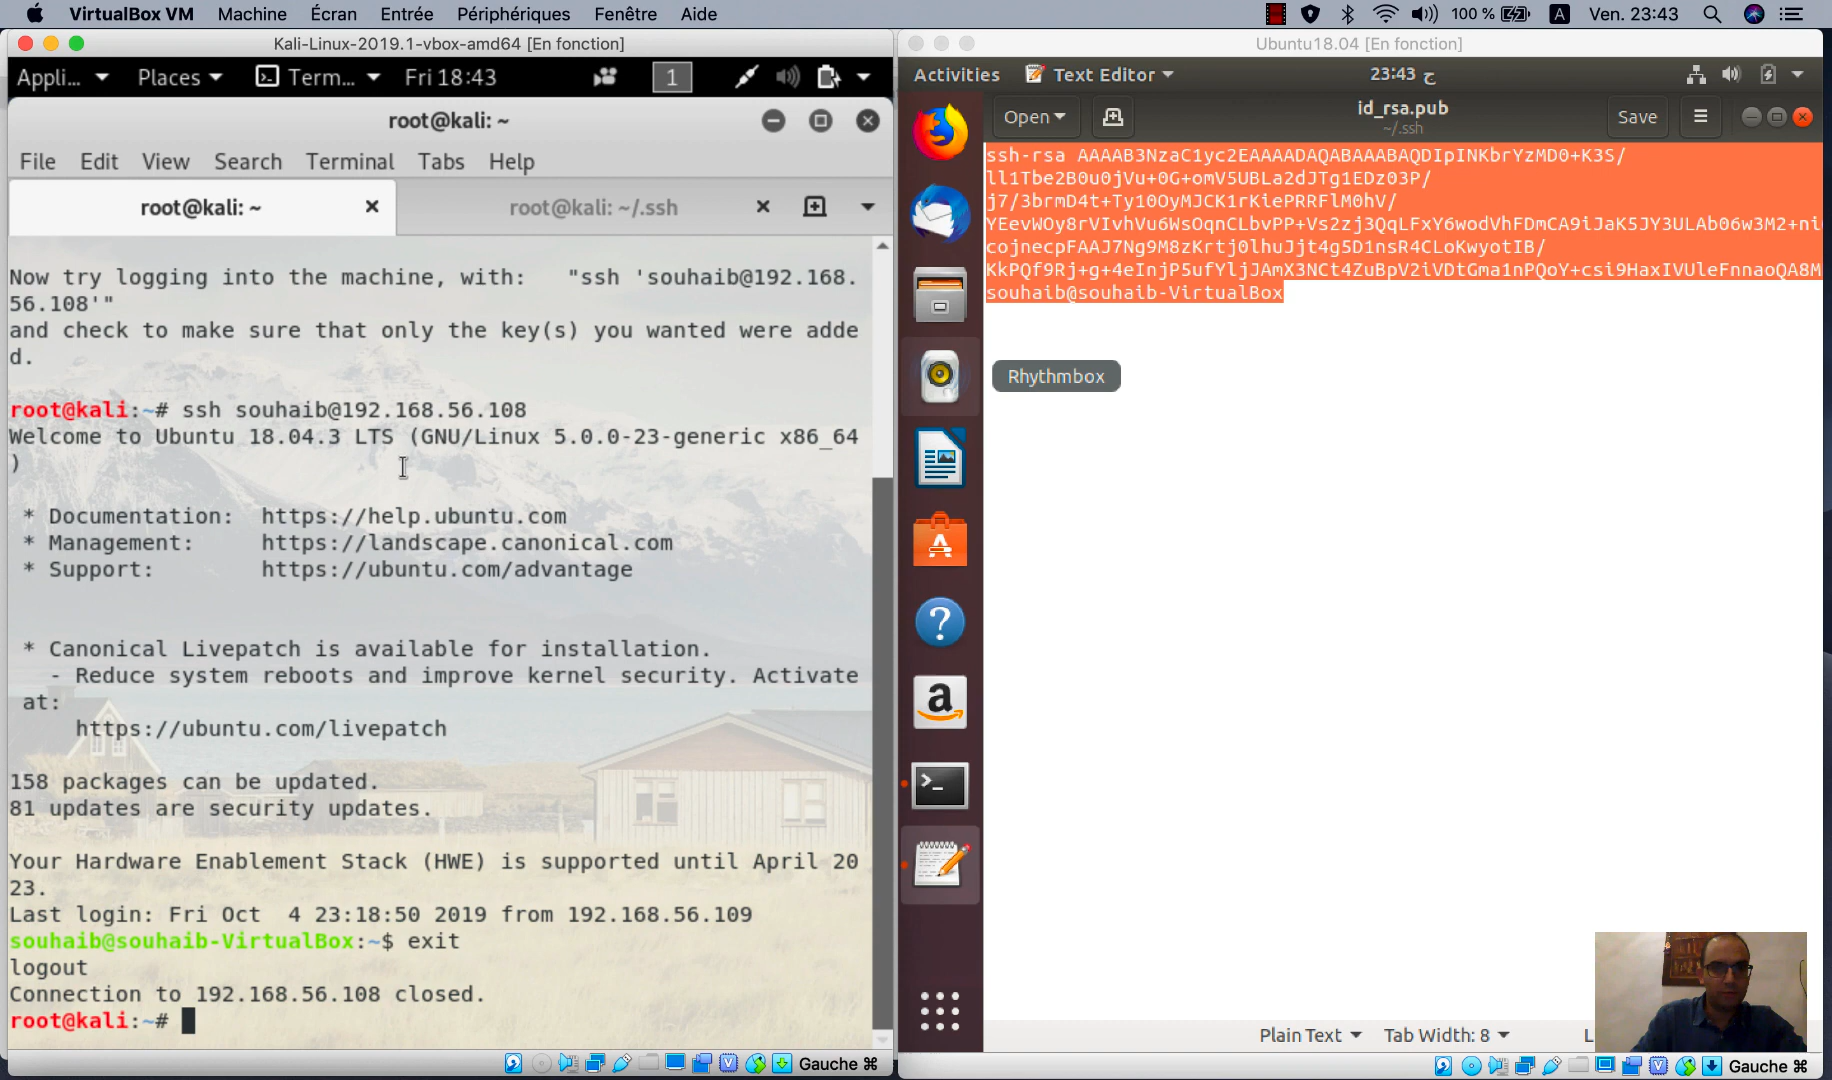 VirtualBox VM Machine Écran Entrée Périphériques Fenêtre Aide 100 % A Ven. 23:43
Kali-Linux-2019.1-vbox-amd64 [En fonction]
Appli... Places Term... Fri 18:43 1
root@kali: ~
File Edit View Search Terminal Tabs Help
root@kali: ~ root@kali: ~/.ssh
Now try logging into the machine, with: "ssh 'souhaib@192.168.
56.108'"
and check to make sure that only the key(s) you wanted were adde
d.
root@kali:~# ssh souhaib@192.168.56.108
Welcome to Ubuntu 18.04.3 LTS (GNU/Linux 5.0.0-23-generic x86_64
)
* Documentation: https://help.ubuntu.com
* Management: https://landscape.canonical.com
* Support: https://ubuntu.com/advantage
* Canonical Livepatch is available for installation.
- Reduce system reboots and improve kernel security. Activate
at:
https://ubuntu.com/livepatch
158 packages can be updated.
81 updates are security updates.
Your Hardware Enablement Stack (HWE) is supported until April 20
23.
Last login: Fri Oct 4 23:18:50 2019 from 192.168.56.109
souhaib@souhaib-VirtualBox:~$ exit
logout
Connection to 192.168.56.108 closed.
root@kali:~#
Gauche ⌘
Ubuntu18.04 [En fonction]
Activities Text Editor 23:43 ج
Open id_rsa.pub Save
~/.ssh
ssh-rsa AAAAB3NzaC1yc2EAAAADAQABAAABAQDIpINKbrYzMD0+K3S/
ll1Tbe2B0u0jVu+0G+omV5UBLa2dJTg1EDz03P/
j7/3brmD4t+Ty10OyMJCK1rKiePRRFlM0hV/
YEevWOy8rVIvhVu6WsOqnCLbvPP+Vs2zj3QqLFxY6wodVhFDmCA9iJaK5JY3ULAb06w3M2+ni
cojnecpFAAJ7Ng9M8zKrtj0lhuJjt4g5D1nsR4CLoKwyotIB/
KkPQf9Rj+g+4eInjP5ufYljJAmX3NCt4ZuBpV2iVDtGma1nPQoY+csi9HaxIVUleFnnaoQA8M
souhaib@souhaib-VirtualBox
Rhythmbox
Plain Text Tab Width: 8 L
Gauche ⌘